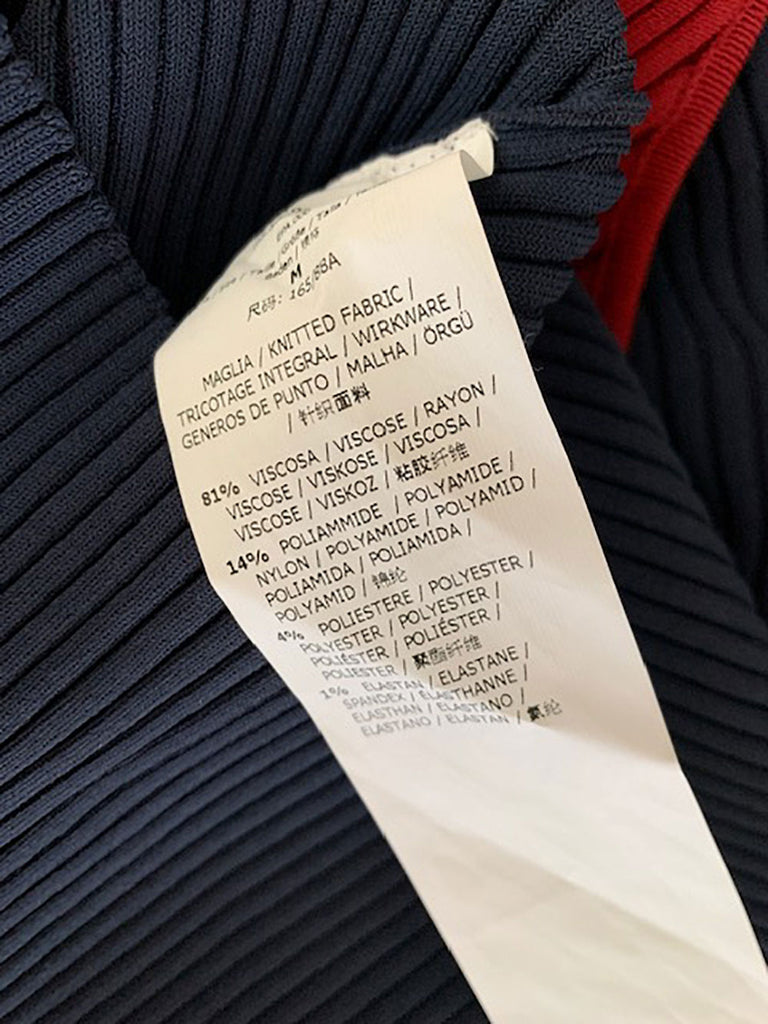 M
尺码: 165/88A
MAGLIA / KNITTED FABRIC /
TRICOTAGE INTEGRAL / WIRKWARE /
GENEROS DE PUNTO / MALHA / ÖRGÜ
/ 针织面料
81% VISCOSA / VISCOSE / RAYON /
VISCOSE / VISKOSE / VISCOSA /
VISCOSE / VISKOZ / 粘胶纤维
14% POLIAMMIDE / POLYAMIDE /
NYLON / POLYAMIDE / POLYAMID /
POLIAMIDA / POLIAMIDA /
POLYAMID / 锦纶
4% POLIESTERE / POLYESTER /
POLYESTER / POLYESTER /
POLIÉSTER / POLIÉSTER /
POLIESTER / 聚酯纤维
1% ELASTAN / ELASTANE /
SPANDEX / ÉLASTHANNE /
ELASTHAN / ELASTANO /
ELASTANO / ELASTAN / 氨纶